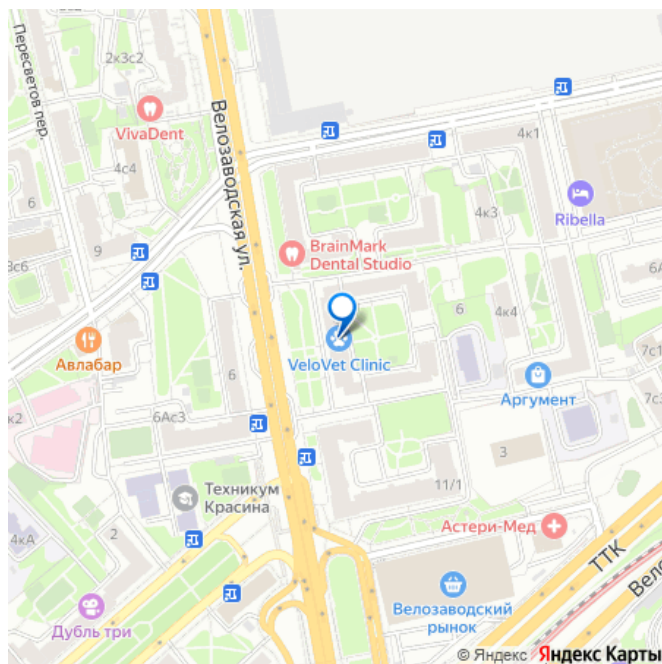 Пересветов пер.
2к3с2
VivaDent
4с4
Велозаводская ул.
4к1
6
9
4к3
Ribella
BrainMark
Dental Studio
3с6
6А
6
4к4
VeloVet Clinic
7с1
Авлабар
6
Аргумент
6Ас3
к2
7с3
3
Техникум
Красина
11/1
Астери-Мед
2
4кА
ТТК
Вело
Дубль три
Велозаводский
рынок
© Яндекс Яндекс Карты